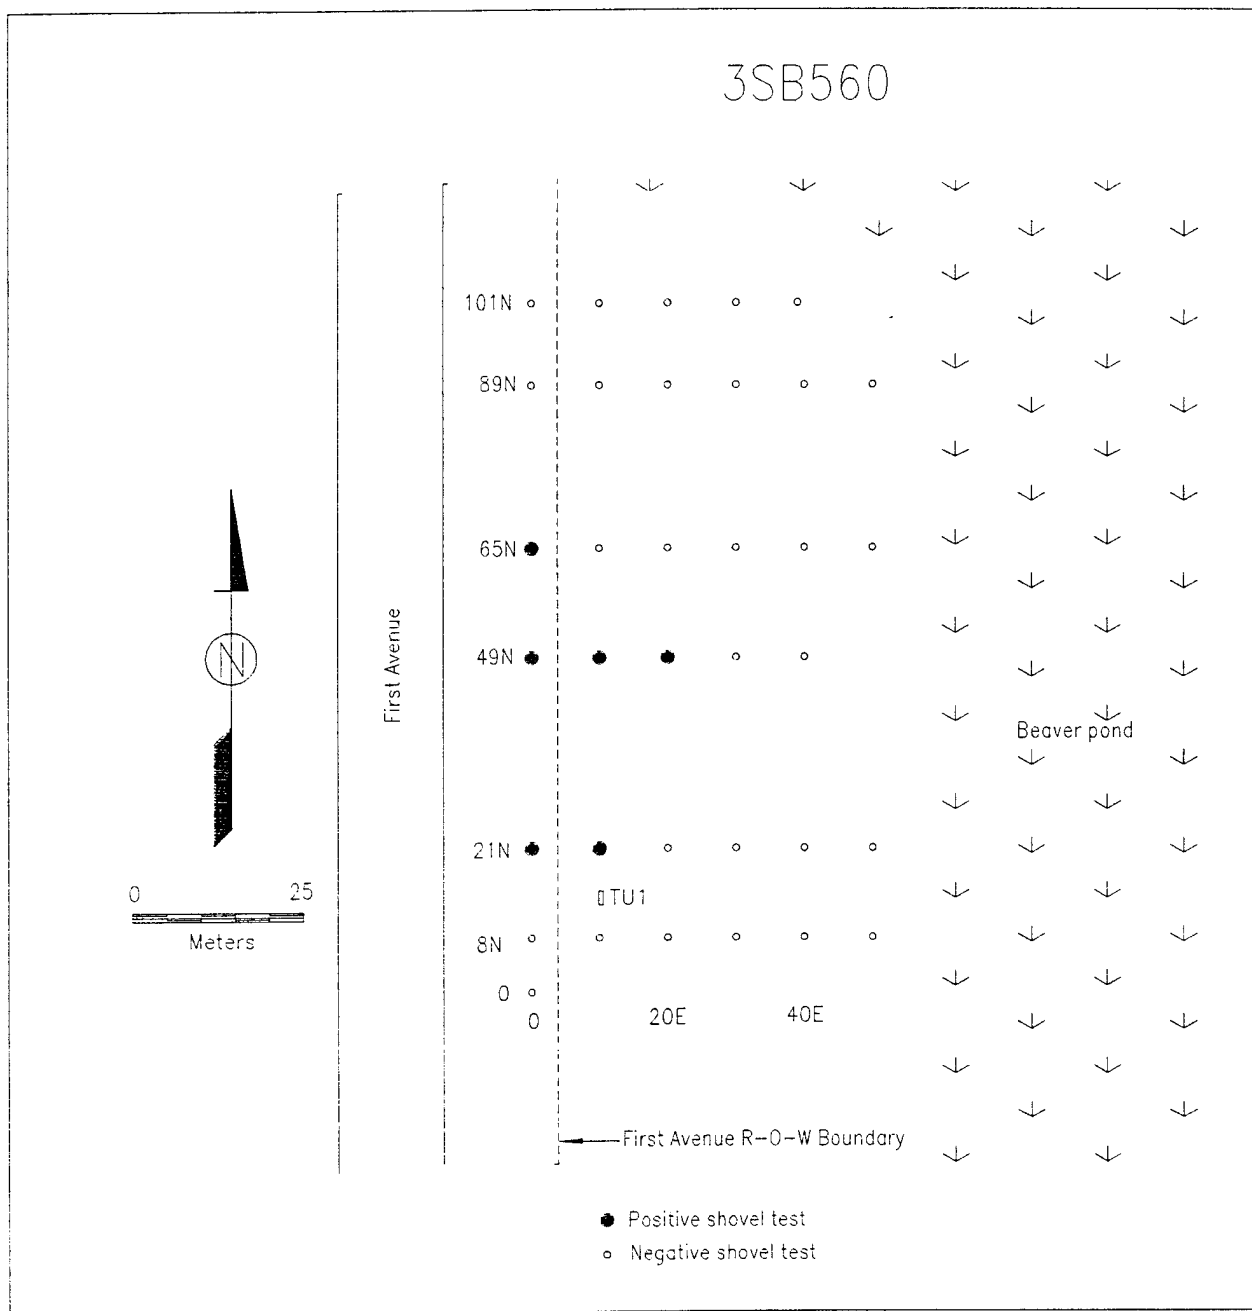 3SB560
101N
89N
65N
First Avenue
N
49N
Beaver pond
21N
0 25
TU1
Meters
8N
0
0 20E 40E
First Avenue R-O-W Boundary
Positive shovel test
Negative shovel test